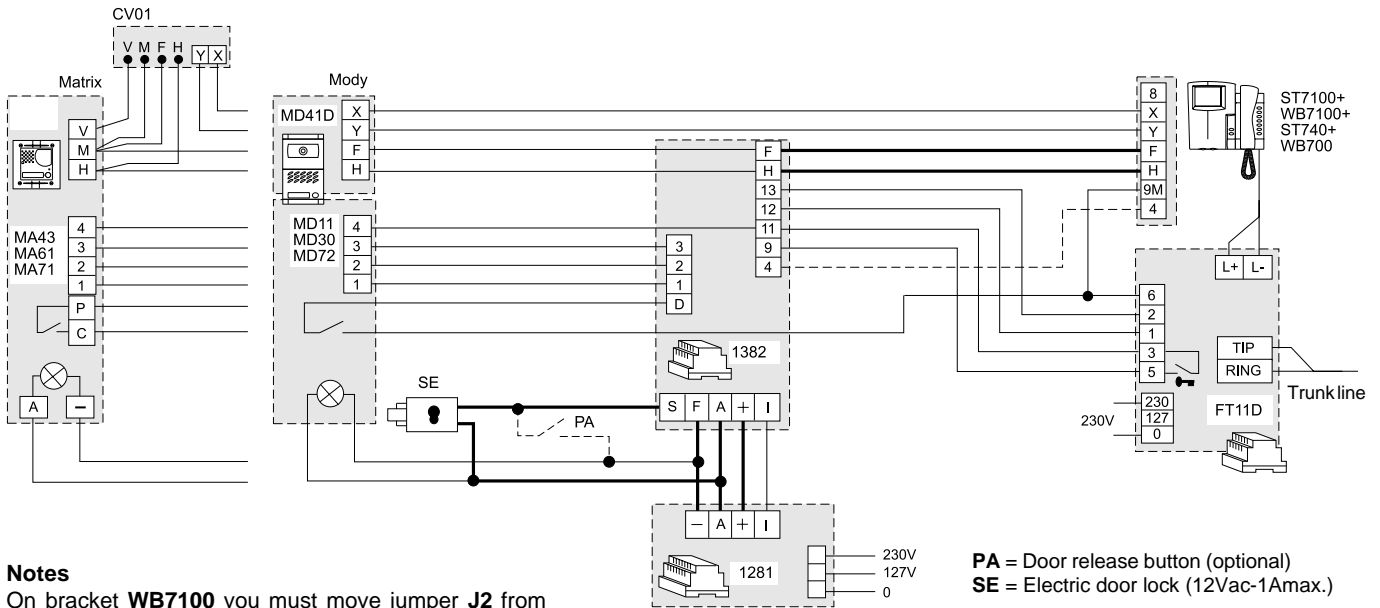 CV01
V M F H Y X
Matrix
V
M
H
MA43
MA61
MA71
4
3
2
1
P
C
A −
Mody
MD41D
X
Y
F
H
MD11
MD30
MD72
4
3
2
1
SE
PA
F
H
13
12
11
9
4
3
2
1
D
1382
S F A + I
− A + I
1281
230V
127V
0
8
X
Y
F
H
9M
4
ST7100+
WB7100+
ST740+
WB700
L+ L-
6
2
1
3
5
TIP
RING
Trunk line
FT11D
230V
230
127
0
PA = Door release button (optional)
SE = Electric door lock (12Vac-1Amax.)
Notes
On bracket WB7100 you must move jumper J2 from